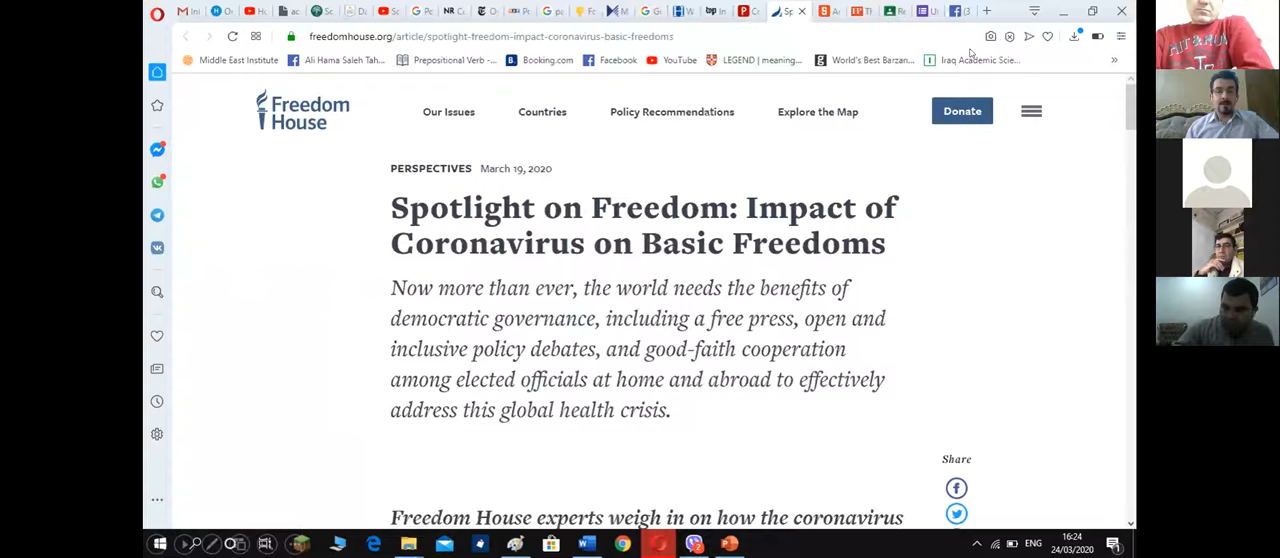 freedomhouse.org/article/spotlight-freedom-impact-coronavirus-basic-freedoms
Middle East Institute
Ali Hama Saleh Tah...
Prepositional Verb -...
Booking.com
Facebook
YouTube
LEGEND | meaning...
World's Best Barzan...
Iraq Academic Scie...
»
Freedom House
Our Issues
Countries
Policy Recommendations
Explore the Map
Donate
PERSPECTIVES March 19, 2020
Spotlight on Freedom: Impact of
Coronavirus on Basic Freedoms
Now more than ever, the world needs the benefits of
democratic governance, including a free press, open and
inclusive policy debates, and good-faith cooperation
among elected officials at home and abroad to effectively
address this global health crisis.
Share
Freedom House experts weigh in on how the coronavirus
16:24
24/03/2020